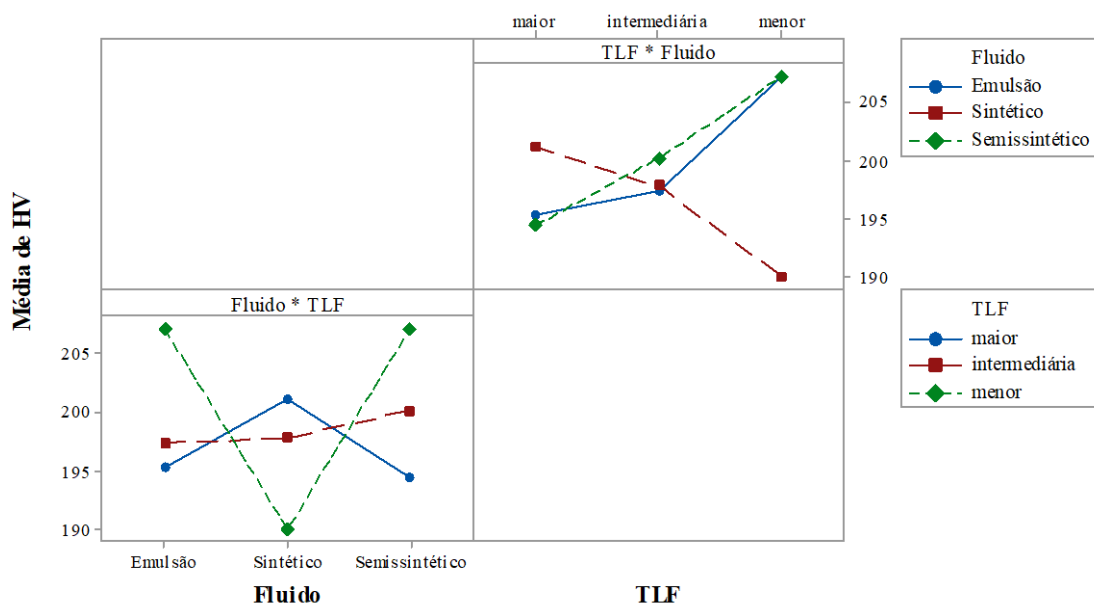 maior intermediária menor
TLF * Fluido
205
200
195
190
Fluido
Emulsão
Sintético
Semissintético
Média de HV
Fluido * TLF
205
200
195
190
TLF
maior
intermediária
menor
Emulsão Sintético Semissintético
Fluido TLF